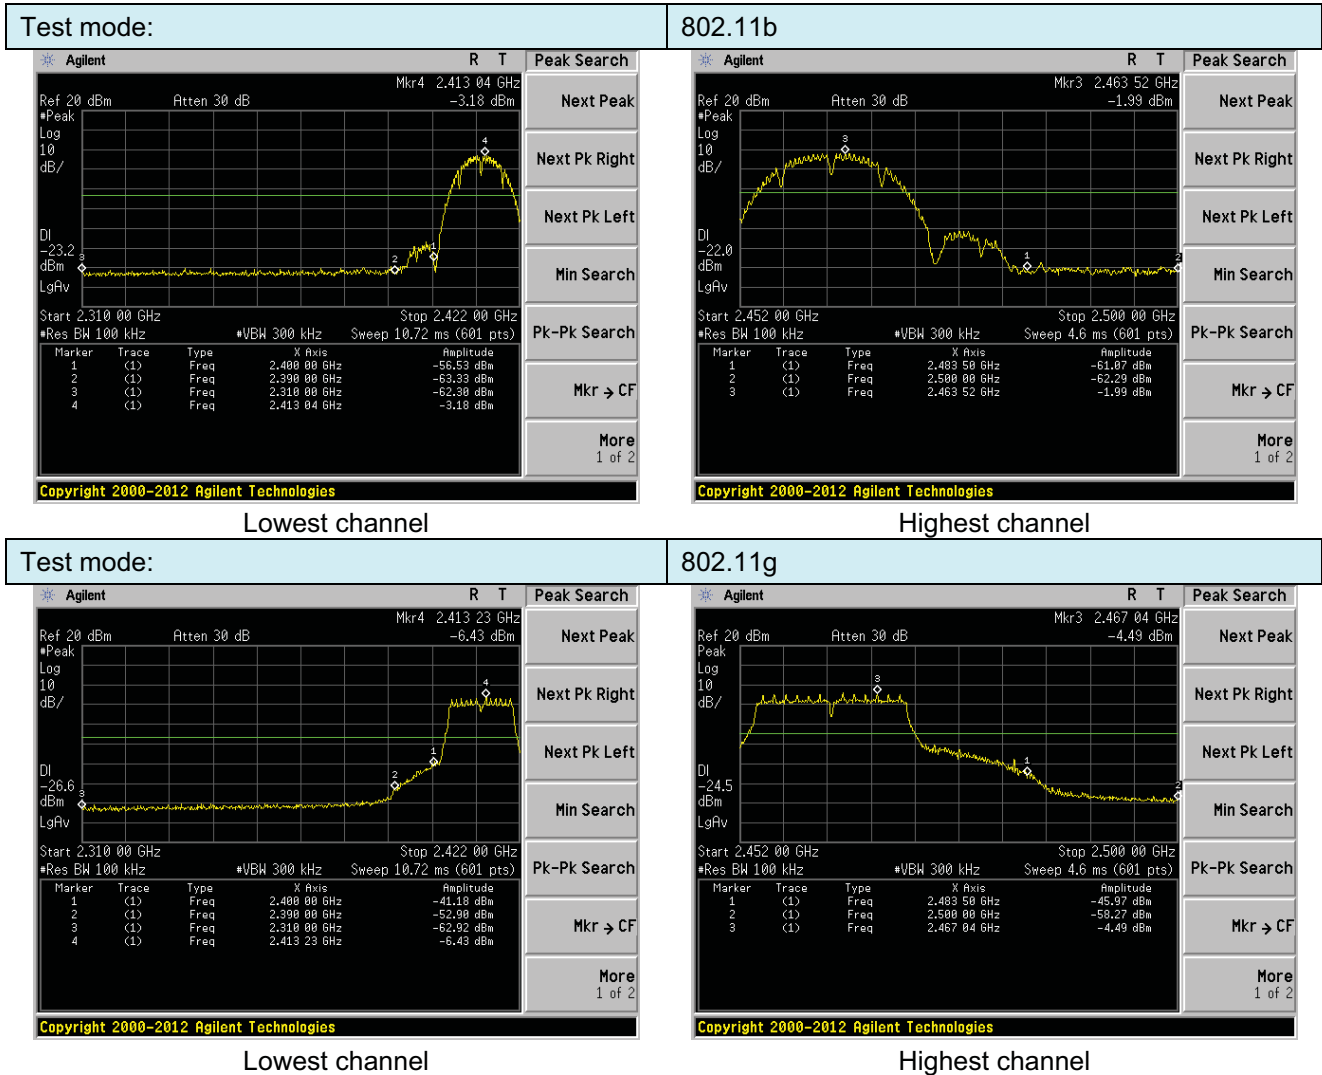 Test mode: 802.11b
Agilent R T Peak Search
Mkr4 2.413 04 GHz
Ref 20 dBm Atten 30 dB -3.18 dBm
#Peak
Log
10
dB/
DI
-23.2
dBm
LgAv
1
2
3
4
Start 2.310 00 GHz Stop 2.422 00 GHz
#Res BW 100 kHz #VBW 300 kHz Sweep 10.72 ms (601 pts)
Marker Trace Type X Axis Amplitude
1 (1) Freq 2.400 00 GHz -56.53 dBm
2 (1) Freq 2.390 00 GHz -63.33 dBm
3 (1) Freq 2.310 00 GHz -62.30 dBm
4 (1) Freq 2.413 04 GHz -3.18 dBm
Next Peak
Next Pk Right
Next Pk Left
Min Search
Pk-Pk Search
Mkr → CF
More
1 of 2
Copyright 2000-2012 Agilent Technologies
Lowest channel
Agilent R T Peak Search
Mkr3 2.463 52 GHz
Ref 20 dBm Atten 30 dB -1.99 dBm
#Peak
Log
10
dB/
DI
-22.0
dBm
LgAv
3
1
2
Start 2.452 00 GHz Stop 2.500 00 GHz
#Res BW 100 kHz #VBW 300 kHz Sweep 4.6 ms (601 pts)
Marker Trace Type X Axis Amplitude
1 (1) Freq 2.483 50 GHz -61.07 dBm
2 (1) Freq 2.500 00 GHz -62.29 dBm
3 (1) Freq 2.463 52 GHz -1.99 dBm
Next Peak
Next Pk Right
Next Pk Left
Min Search
Pk-Pk Search
Mkr → CF
More
1 of 2
Copyright 2000-2012 Agilent Technologies
Highest channel
Test mode: 802.11g
Agilent R T Peak Search
Mkr4 2.413 23 GHz
Ref 20 dBm Atten 30 dB -6.43 dBm
#Peak
Log
10
dB/
DI
-26.6
dBm
LgAv
1
2
3
4
Start 2.310 00 GHz Stop 2.422 00 GHz
#Res BW 100 kHz #VBW 300 kHz Sweep 10.72 ms (601 pts)
Marker Trace Type X Axis Amplitude
1 (1) Freq 2.400 00 GHz -41.18 dBm
2 (1) Freq 2.390 00 GHz -52.90 dBm
3 (1) Freq 2.310 00 GHz -62.92 dBm
4 (1) Freq 2.413 23 GHz -6.43 dBm
Next Peak
Next Pk Right
Next Pk Left
Min Search
Pk-Pk Search
Mkr → CF
More
1 of 2
Copyright 2000-2012 Agilent Technologies
Lowest channel
Agilent R T Peak Search
Mkr3 2.467 04 GHz
Ref 20 dBm Atten 30 dB -4.49 dBm
Peak
Log
10
dB/
DI
-24.5
dBm
LgAv
3
1
2
Start 2.452 00 GHz Stop 2.500 00 GHz
#Res BW 100 kHz #VBW 300 kHz Sweep 4.6 ms (601 pts)
Marker Trace Type X Axis Amplitude
1 (1) Freq 2.483 50 GHz -45.97 dBm
2 (1) Freq 2.500 00 GHz -58.27 dBm
3 (1) Freq 2.467 04 GHz -4.49 dBm
Next Peak
Next Pk Right
Next Pk Left
Min Search
Pk-Pk Search
Mkr → CF
More
1 of 2
Copyright 2000-2012 Agilent Technologies
Highest channel